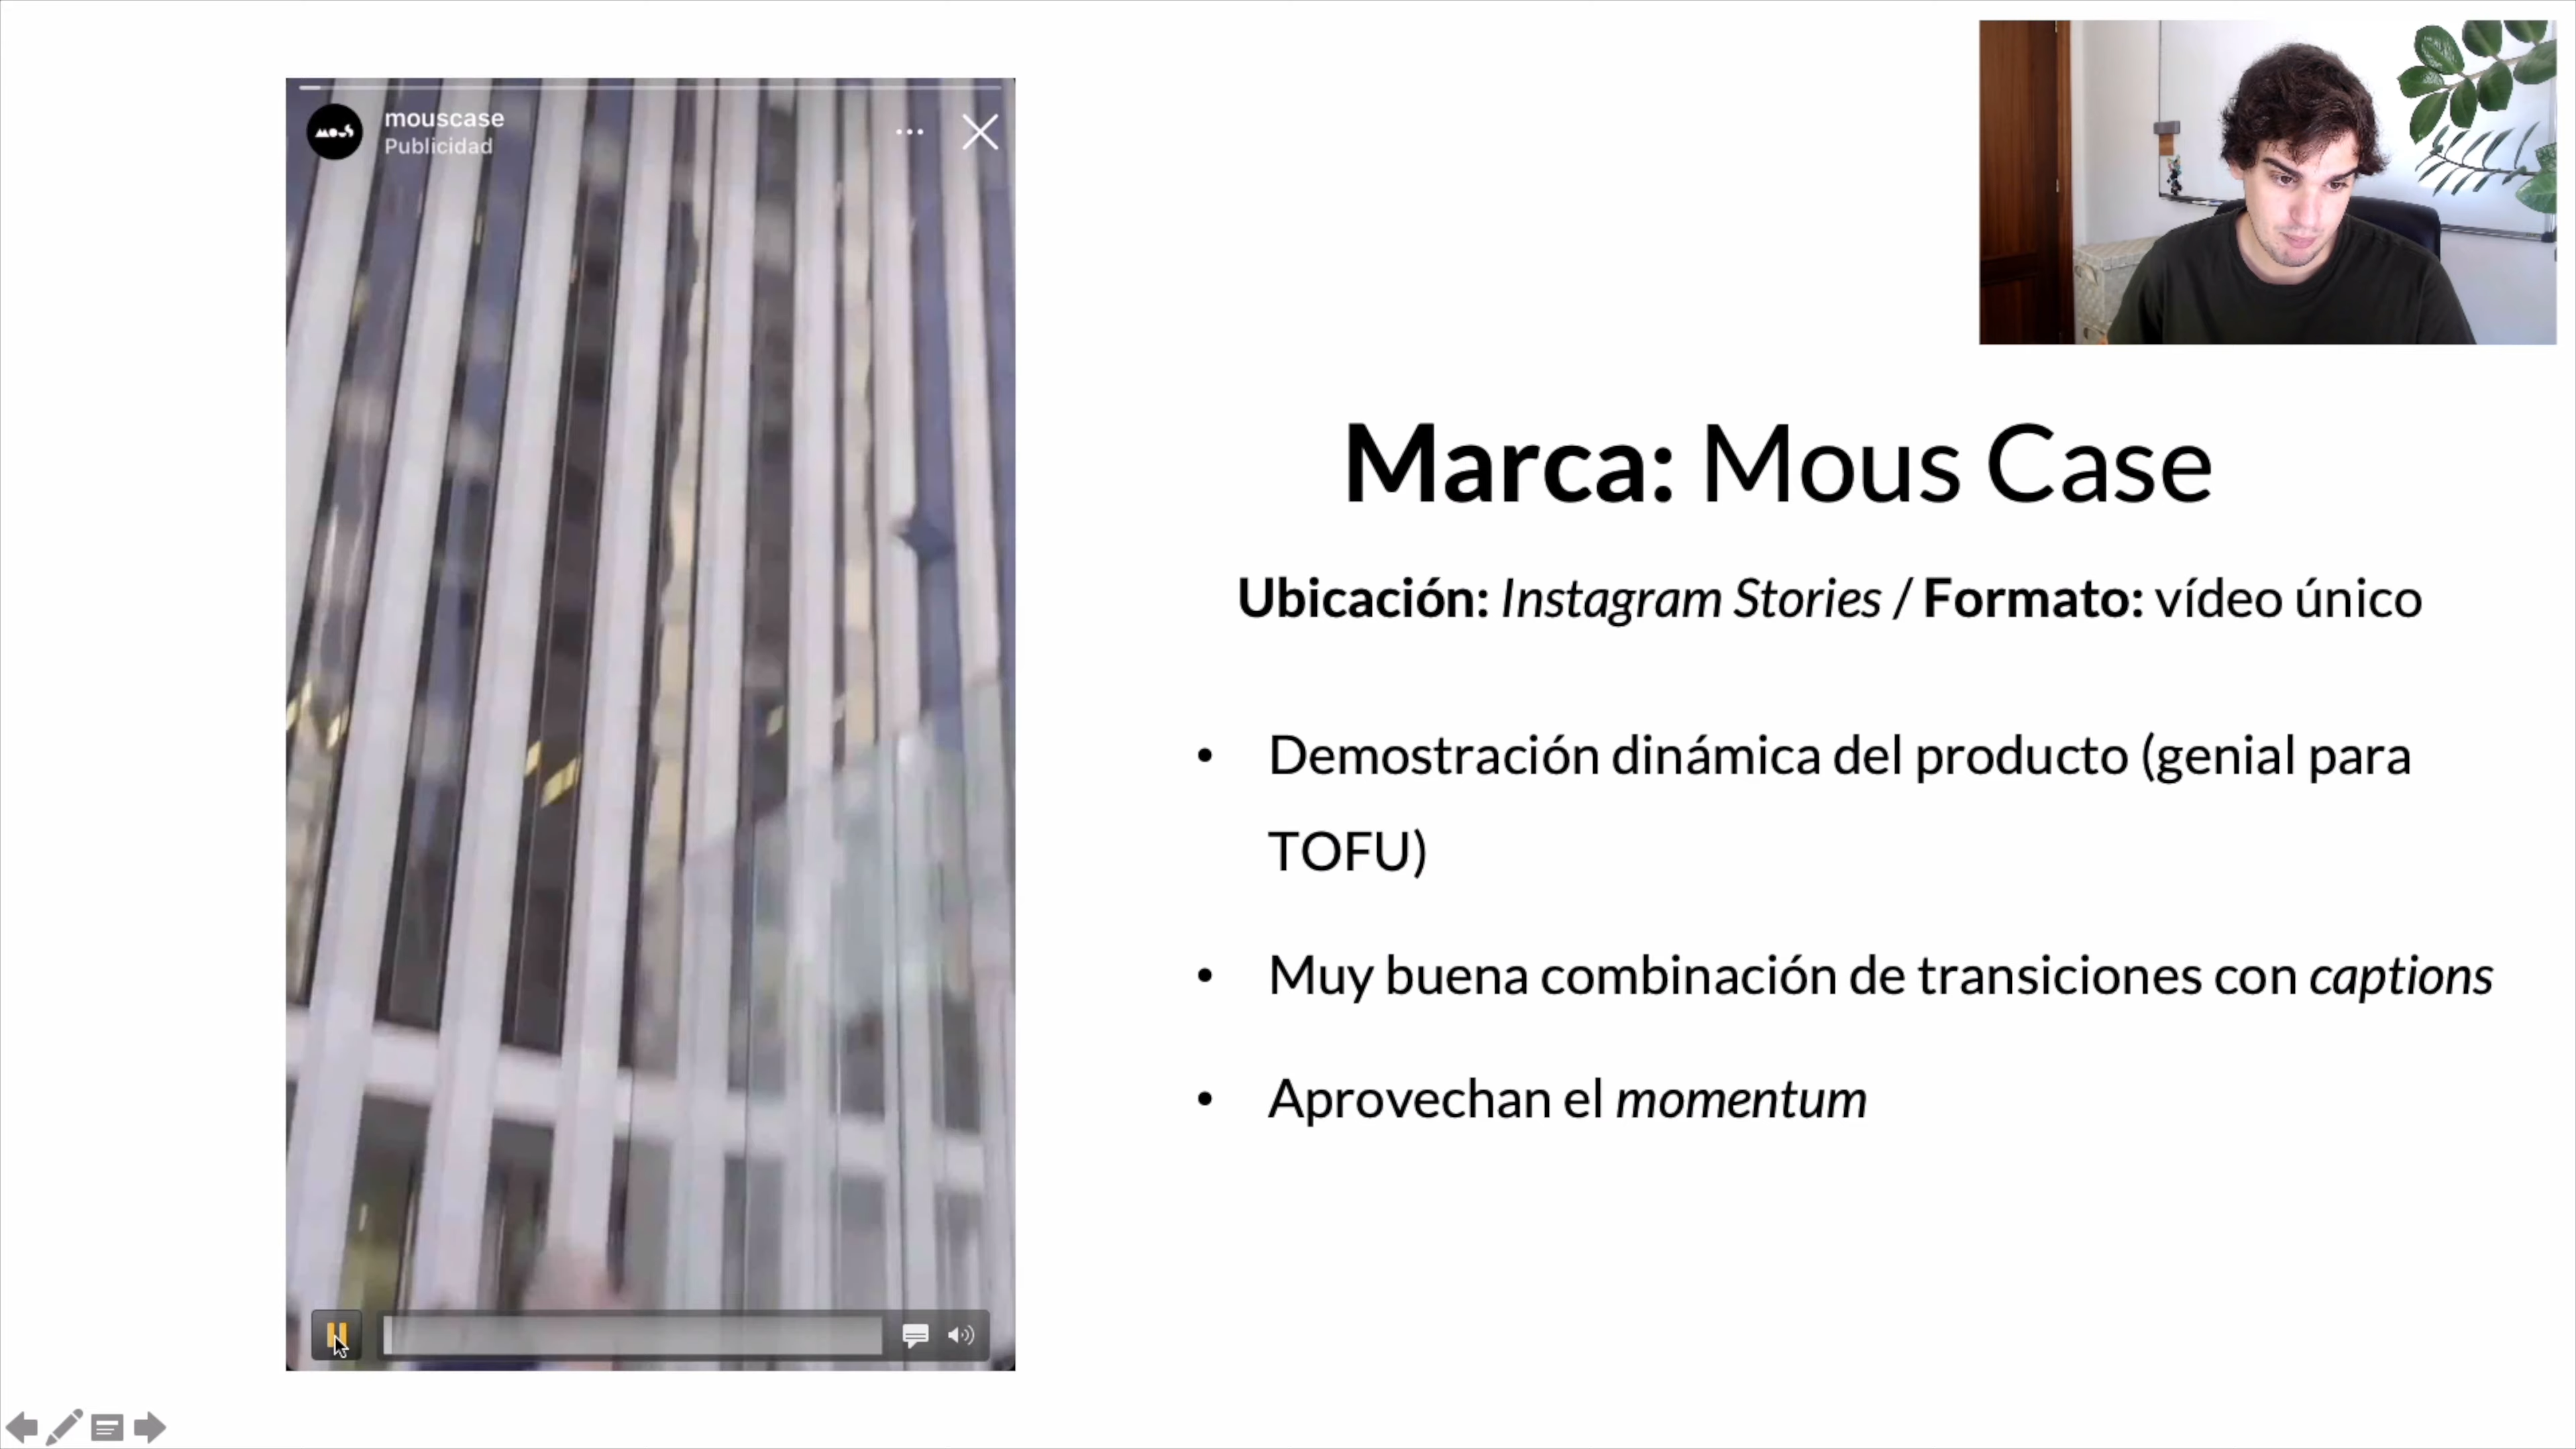 mous
mouscase
Publicidad
Marca: Mous Case
Ubicación: Instagram Stories / Formato: vídeo único
• Demostración dinámica del producto (genial para
TOFU)
• Muy buena combinación de transiciones con captions
• Aprovechan el momentum